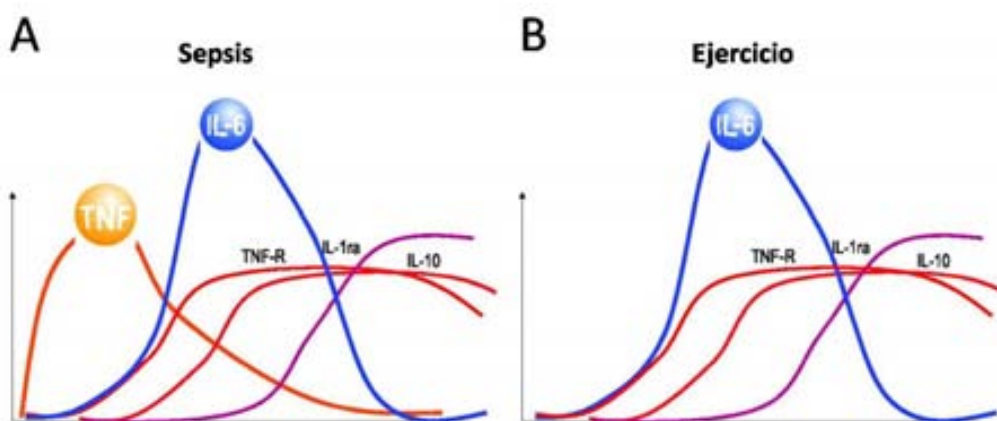 A
Sepsis
IL-6
TNF
TNF-R
IL-1ra
IL-10
B
Ejercicio
IL-6
TNF-R
IL-1ra
IL-10